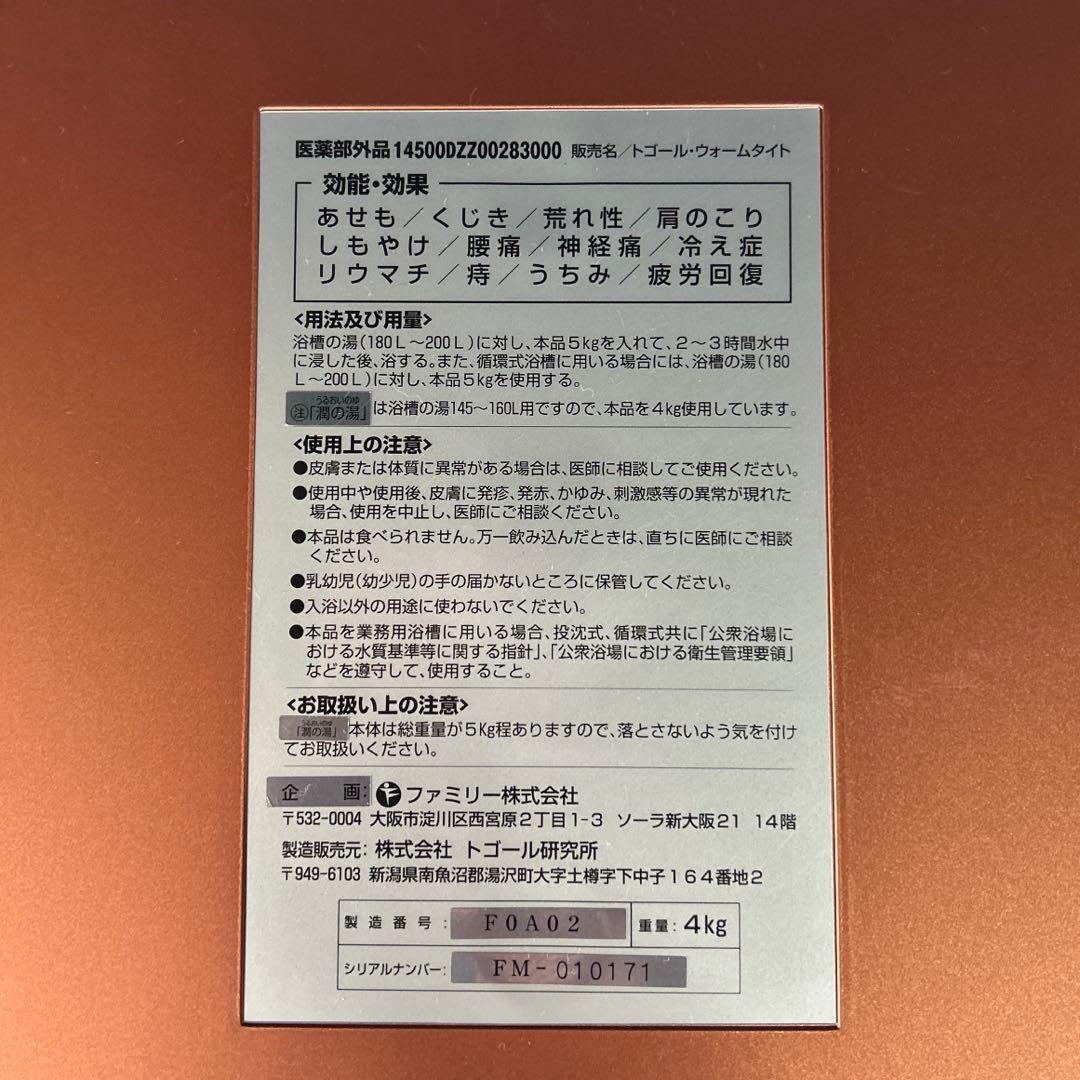 医薬部外品14500DZZ00283000 販売名/トゴール・ウォームタイト
効能・効果
あせも/くじき/荒れ性/肩のこり
しもやけ/腰痛/神経痛/冷え症
リウマチ/痔/うちみ/疲労回復
<用法及び用量>
浴槽の湯(180L~200L)に対し、本品5kgを入れて、2~3時間水中
に浸した後、浴する。また、循環式浴槽に用いる場合には、浴槽の湯(180
L~200L)に対し、本品5kgを使用する。
うるおいのゆ
㊟「潤の湯」は浴槽の湯145~160L用ですので、本品を4kg使用しています。
<使用上の注意>
●皮膚または体質に異常がある場合は、医師に相談してご使用ください。
●使用中や使用後、皮膚に発疹、発赤、かゆみ、刺激感等の異常が現れた
場合、使用を中止し、医師にご相談ください。
●本品は食べられません。万一飲み込んだときは、直ちに医師にご相談
ください。
●乳幼児(幼少児)の手の届かないところに保管してください。
●入浴以外の用途に使わないでください。
●本品を業務用浴槽に用いる場合、投沈式、循環式共に「公衆浴場に
おける水質基準等に関する指針」、「公衆浴場における衛生管理要領」
などを遵守して、使用すること。
<お取扱い上の注意>
うるおいのゆ
「潤の湯」本体は総重量が5Kg程ありますので、落とさないよう気を付け
てお取扱いください。
企画:ファミリー株式会社
〒532-0004 大阪市淀川区西宮原2丁目1-3 ソーラ新大阪21 14階
製造販売元:株式会社 トゴール研究所
〒949-6103 新潟県南魚沼郡湯沢町大字土樽字下中子164番地2
製造番号: F0A02 重量:4kg
シリアルナンバー: FM-010171